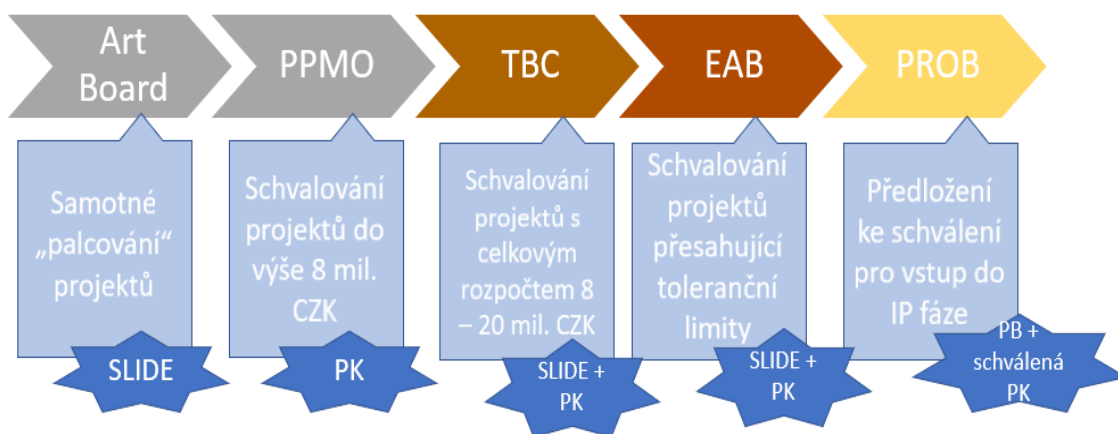 Art
Board
PPMO
TBC
EAB
PROB
Samotné
„palcování“
projektů
SLIDE
Schvalování
projektů do
výše 8 mil.
CZK
PK
Schvalování
projektů s
celkovým
rozpočtem 8
– 20 mil. CZK
SLIDE +
PK
Schvalování
projektů
přesahující
toleranční
limity
SLIDE +
PK
Předložení
ke schválení
pro vstup do
IP fáze
PB +
schválená
PK